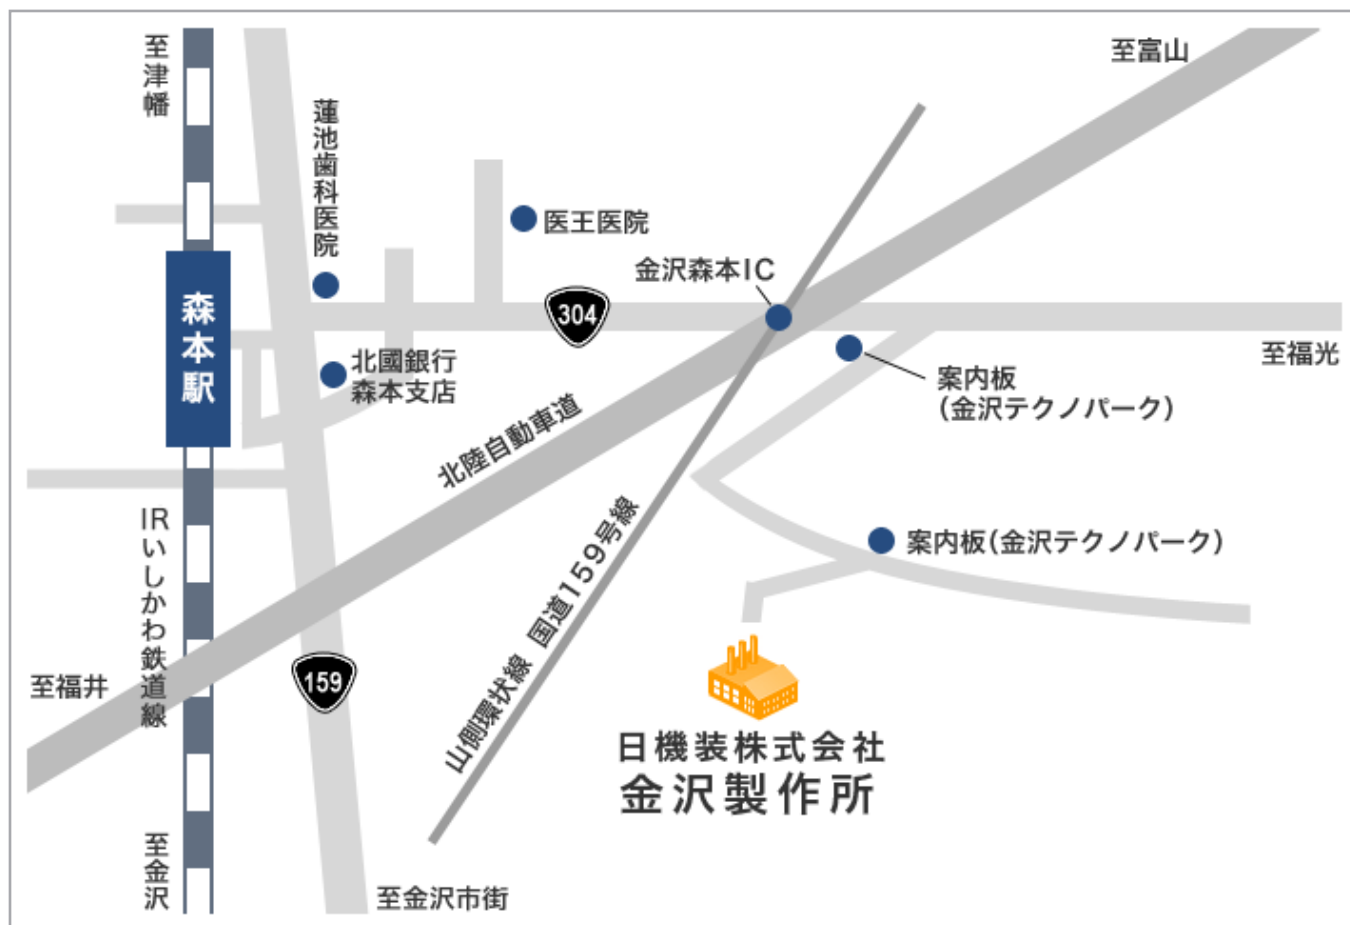 至津幡
蓮池歯科医院
至富山
医王医院
金沢森本IC
森本駅
304
北國銀行
森本支店
至福光
案内板
(金沢テクノパーク)
北陸自動車道
IRいしかわ鉄道線
山側環状線 国道159号線
案内板(金沢テクノパーク)
至福井
159
日機装株式会社
金沢製作所
至金沢
至金沢市街